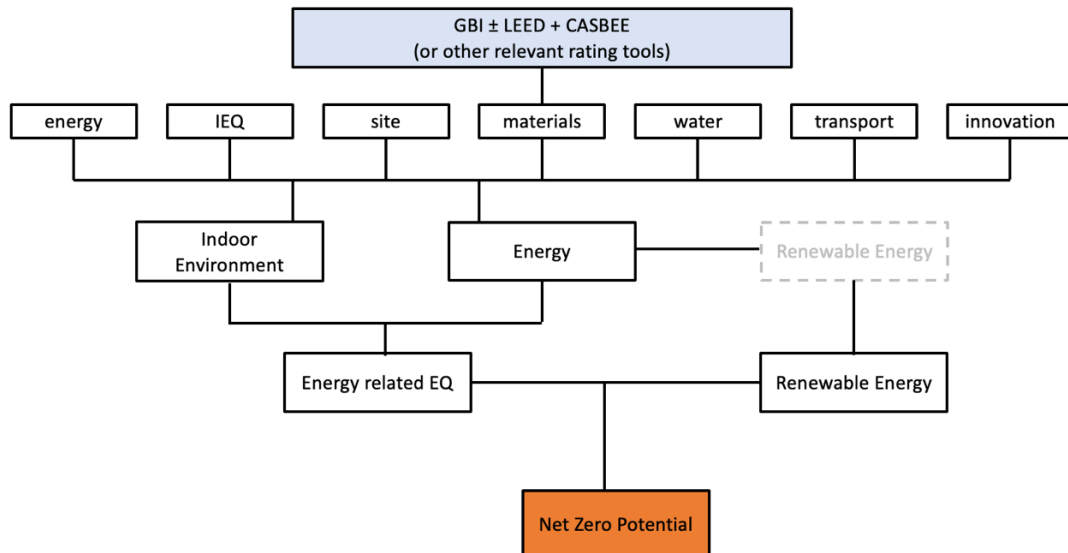 GBI ± LEED + CASBEE
(or other relevant rating tools)
energy
IEQ
site
materials
water
transport
innovation
Indoor
Environment
Energy
Renewable Energy
Energy related EQ
Renewable Energy
Net Zero Potential